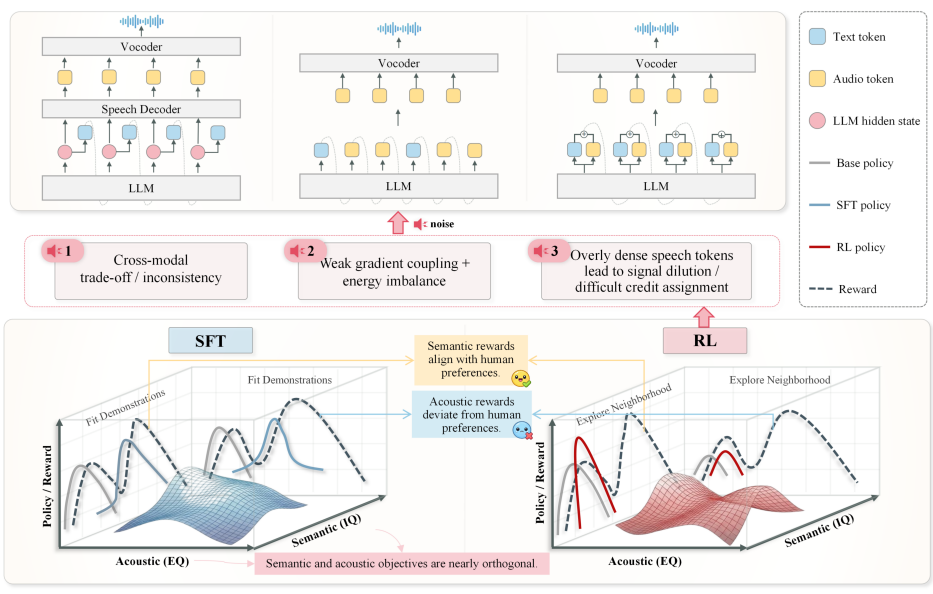 Vocoder
Speech Decoder
LLM
Vocoder
LLM
Vocoder
LLM
Text token
Audio token
LLM hidden state
Base policy
SFT policy
RL policy
Reward
noise
1
Cross-modal
trade-off / inconsistency
2
Weak gradient coupling +
energy imbalance
3
Overly dense speech tokens
lead to signal dilution /
difficult credit assignment
SFT
Semantic rewards
align with human
preferences.
Acoustic rewards
deviate from human
preferences.
RL
Fit Demonstrations
Fit Demonstrations
Policy / Reward
Acoustic (EQ)
Semantic (IQ)
Explore Neighborhood
Explore Neighborhood
Policy / Reward
Acoustic (EQ)
Semantic (IQ)
Semantic and acoustic objectives are nearly orthogonal.